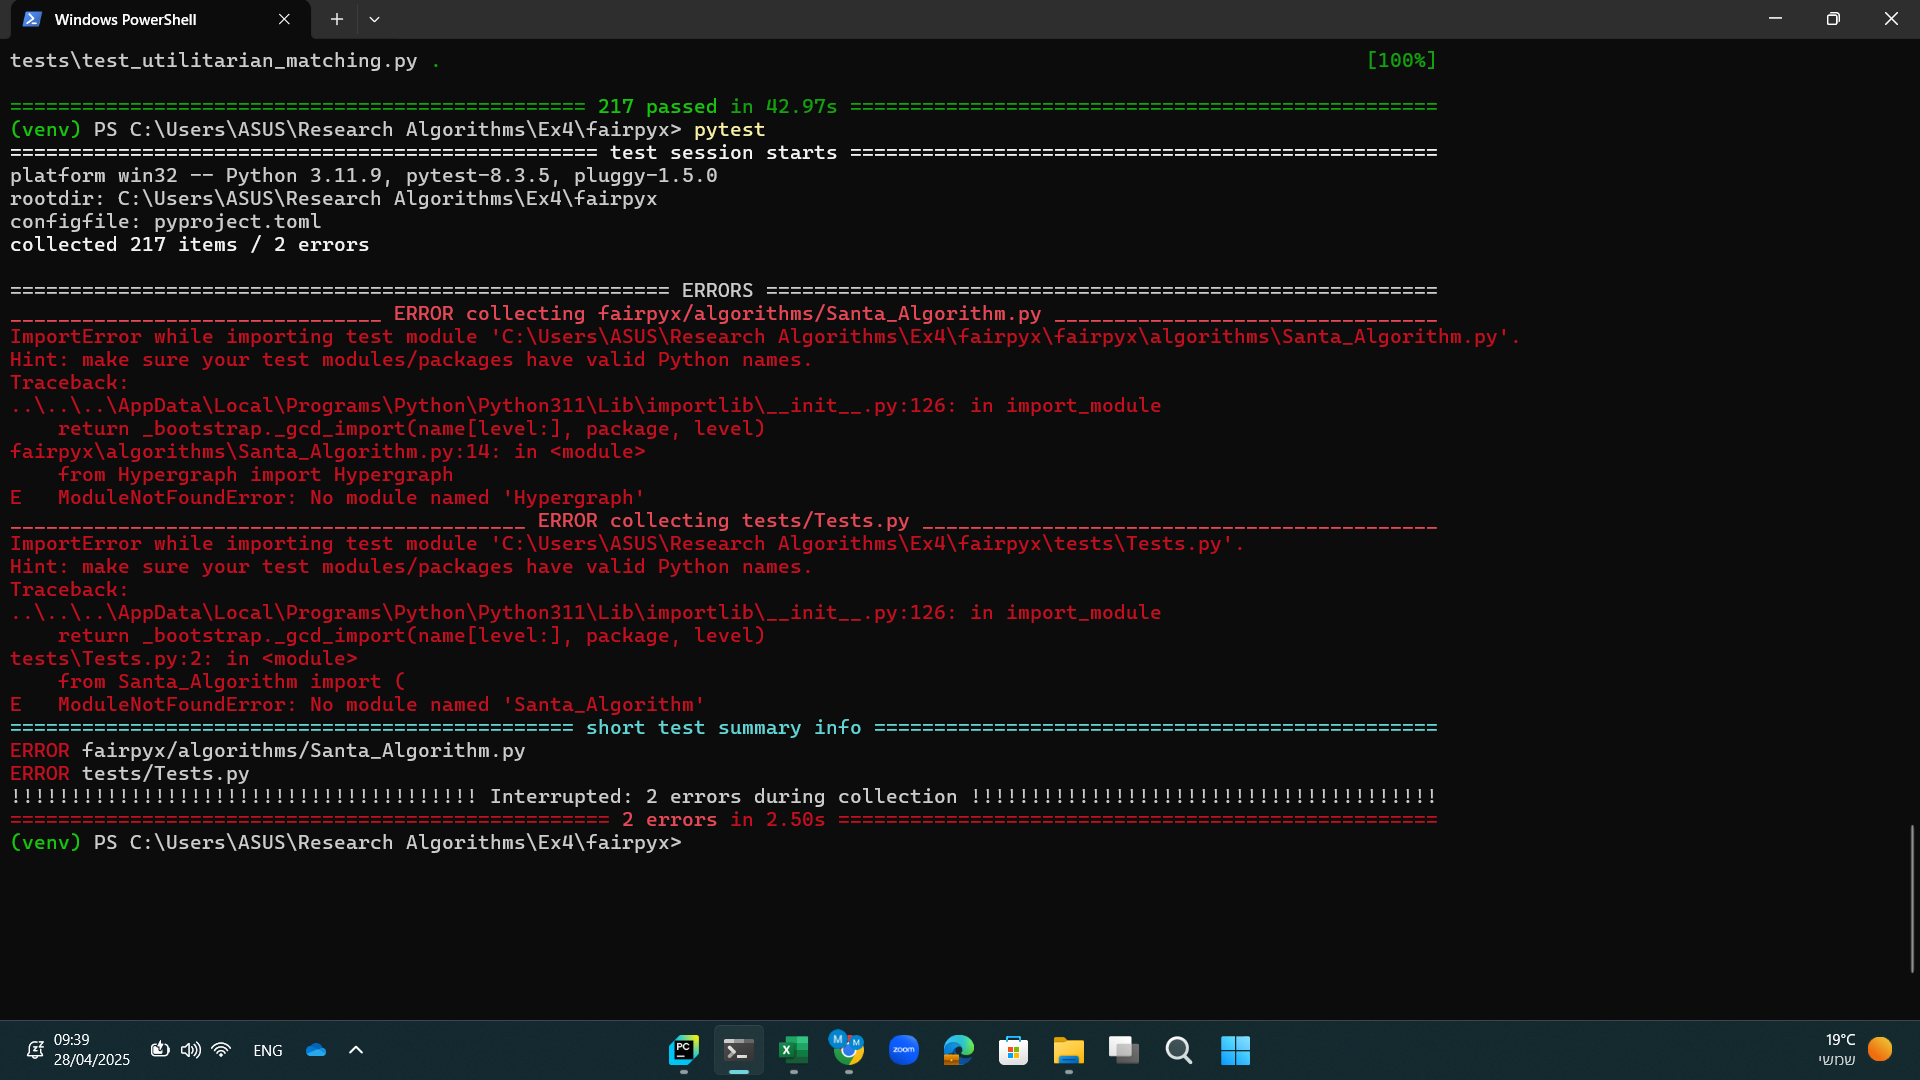 Windows PowerShell
tests\test_utilitarian_matching.py . [100%]
================================================ 217 passed in 42.97s =================================================
(venv) PS C:\Users\ASUS\Research Algorithms\Ex4\fairpyx> pytest
================================================= test session starts =================================================
platform win32 -- Python 3.11.9, pytest-8.3.5, pluggy-1.5.0
rootdir: C:\Users\ASUS\Research Algorithms\Ex4\fairpyx
configfile: pyproject.toml
collected 217 items / 2 errors
======================================================= ERRORS ========================================================
_______________________________ ERROR collecting fairpyx/algorithms/Santa_Algorithm.py ________________________________
ImportError while importing test module 'C:\Users\ASUS\Research Algorithms\Ex4\fairpyx\fairpyx\algorithms\Santa_Algorithm.py'.
Hint: make sure your test modules/packages have valid Python names.
Traceback:
..\..\..\AppData\Local\Programs\Python\Python311\Lib\importlib\__init__.py:126: in import_module
    return _bootstrap._gcd_import(name[level:], package, level)
fairpyx\algorithms\Santa_Algorithm.py:14: in <module>
    from Hypergraph import Hypergraph
E   ModuleNotFoundError: No module named 'Hypergraph'
___________________________________________ ERROR collecting tests/Tests.py ___________________________________________
ImportError while importing test module 'C:\Users\ASUS\Research Algorithms\Ex4\fairpyx\tests\Tests.py'.
Hint: make sure your test modules/packages have valid Python names.
Traceback:
..\..\..\AppData\Local\Programs\Python\Python311\Lib\importlib\__init__.py:126: in import_module
    return _bootstrap._gcd_import(name[level:], package, level)
tests\Tests.py:2: in <module>
    from Santa_Algorithm import (
E   ModuleNotFoundError: No module named 'Santa_Algorithm'
=============================================== short test summary info ===============================================
ERROR fairpyx/algorithms/Santa_Algorithm.py
ERROR tests/Tests.py
!!!!!!!!!!!!!!!!!!!!!!!!!!!!!!!!!!!!!!! Interrupted: 2 errors during collection !!!!!!!!!!!!!!!!!!!!!!!!!!!!!!!!!!!!!!!
================================================== 2 errors in 2.50s ==================================================
(venv) PS C:\Users\ASUS\Research Algorithms\Ex4\fairpyx>
09:39
28/04/2025
ENG
PC
zoom
19°C
שמשי